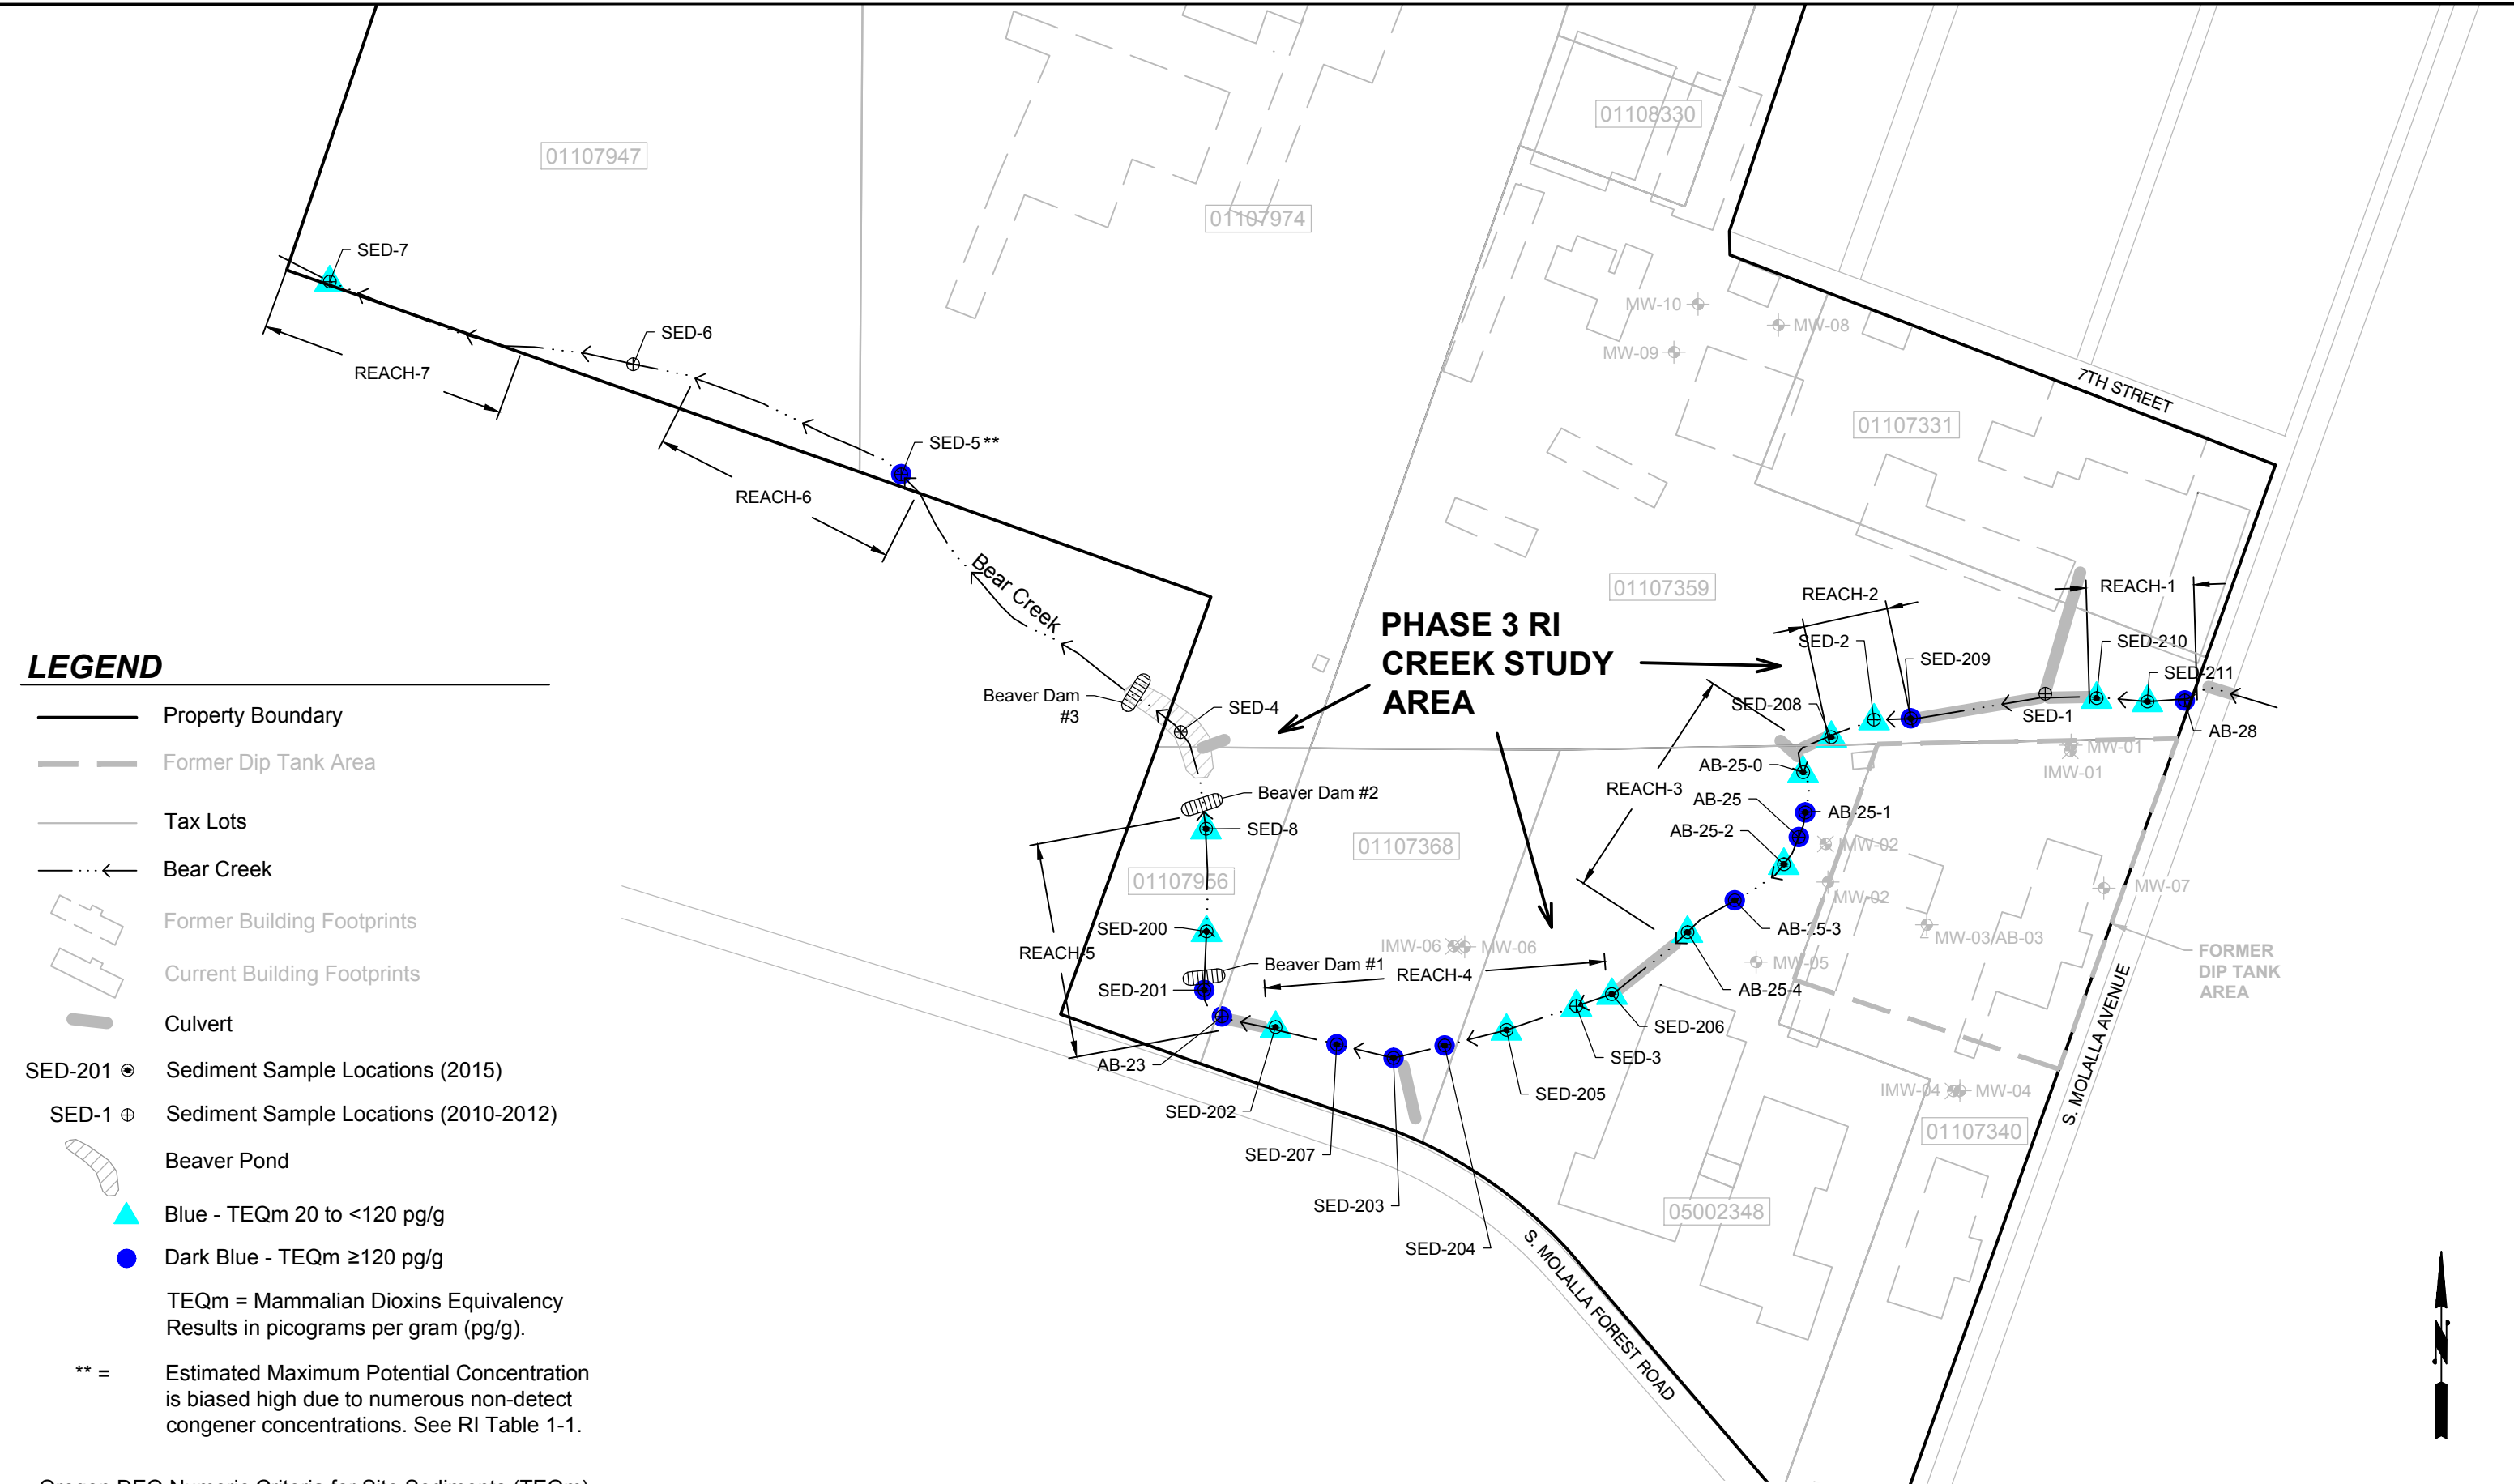 01108330
01107947
01107974
SED-7
MW-10
MW-08
SED-6
MW-09
REACH-7
7TH STREET
01107331
SED-5 **
REACH-6
Bear Creek
01107359
REACH-2
REACH-1
PHASE 3 RI
CREEK STUDY
AREA
SED-2
SED-210
SED-209
SED-211
Beaver Dam
#3
SED-4
SED-208
SED-1
AB-28
MW-01
IMW-01
AB-25-0
REACH-3
AB-25
AB-25-1
AB-25-2
Beaver Dam #2
SED-8
IMW-02
01107368
01107956
MW-02
MW-07
SED-200
AB-25-3
REACH-5
IMW-06
MW-06
MW-03/AB-03
FORMER
DIP TANK
AREA
Beaver Dam #1
REACH-4
MW-05
SED-201
AB-25-4
SED-206
AB-23
SED-3
SED-205
SED-202
IMW-04
MW-04
S. MOLALLA AVENUE
01107340
SED-207
SED-203
05002348
SED-204
S. MOLALLA FOREST ROAD
N
LEGEND
Property Boundary
Former Dip Tank Area
Tax Lots
Bear Creek
Former Building Footprints
Current Building Footprints
Culvert
SED-201 Sediment Sample Locations (2015)
SED-1 Sediment Sample Locations (2010-2012)
Beaver Pond
Blue - TEQm 20 to <120 pg/g
Dark Blue - TEQm ≥120 pg/g
TEQm = Mammalian Dioxins Equivalency
Results in picograms per gram (pg/g).
** = Estimated Maximum Potential Concentration
is biased high due to numerous non-detect
congener concentrations. See RI Table 1-1.
Oregon DEQ Numeric Criteria for Site Sediments (TEQm)